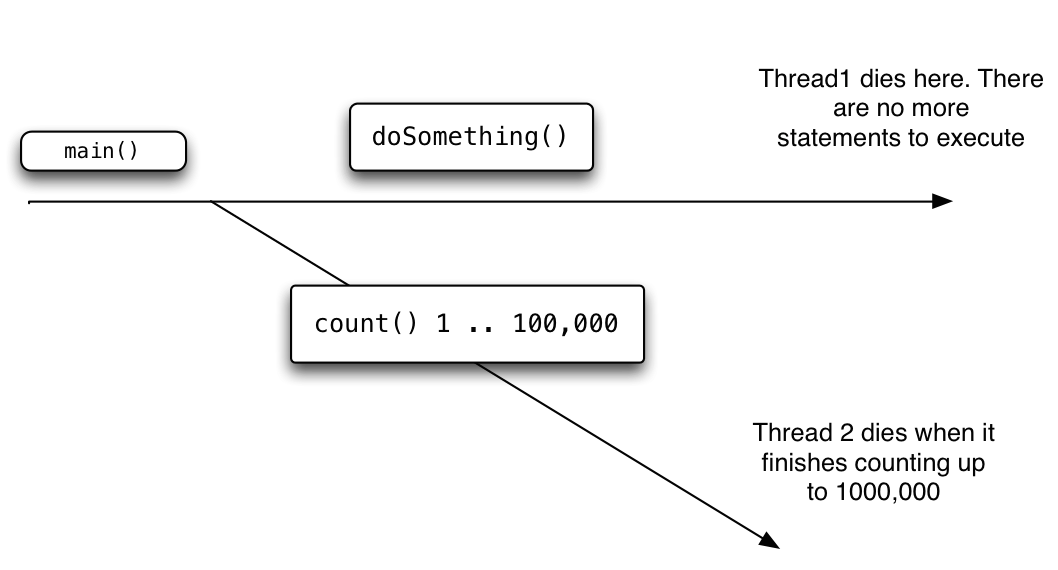 Thread1 dies here. There
are no more
statements to execute
doSomething()
main()
count() 1 .. 100,000
Thread 2 dies when it
finishes counting up
to 1000,000